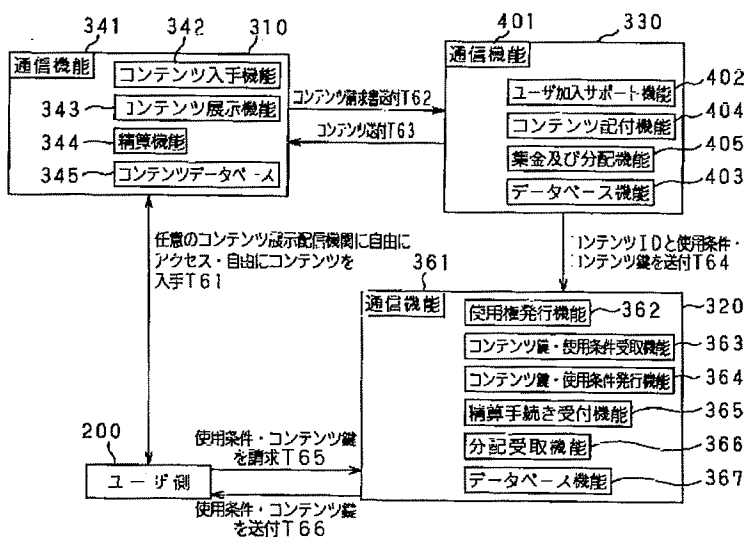 341
342
310
通信機能
コンテンツ入手機能
343
コンテンツ展示機能
344
精算機能
345
コンテンツデータベース
コンテンツ請求書送付T62
コンテンツ送付T63
401
330
通信機能
402
ユーザ加入サポート機能
404
コンテンツ配付機能
405
集金及び分配機能
403
データベース機能
任意のコンテンツ展示配信機関に自由に
アクセス・自由にコンテンツを
入手T61
コンテンツIDと使用条件・
コンテンツ鍵を送付T64
361
通信機能
使用権発行機能
362
320
コンテンツ鍵・使用条件受取機能
363
コンテンツ鍵・使用条件発行機能
364
精算手続き受付機能
365
分配受取機能
366
データベース機能
367
200
ユーザ側
使用条件・コンテンツ鍵
を請求T65
使用条件・コンテンツ鍵
を送付T66